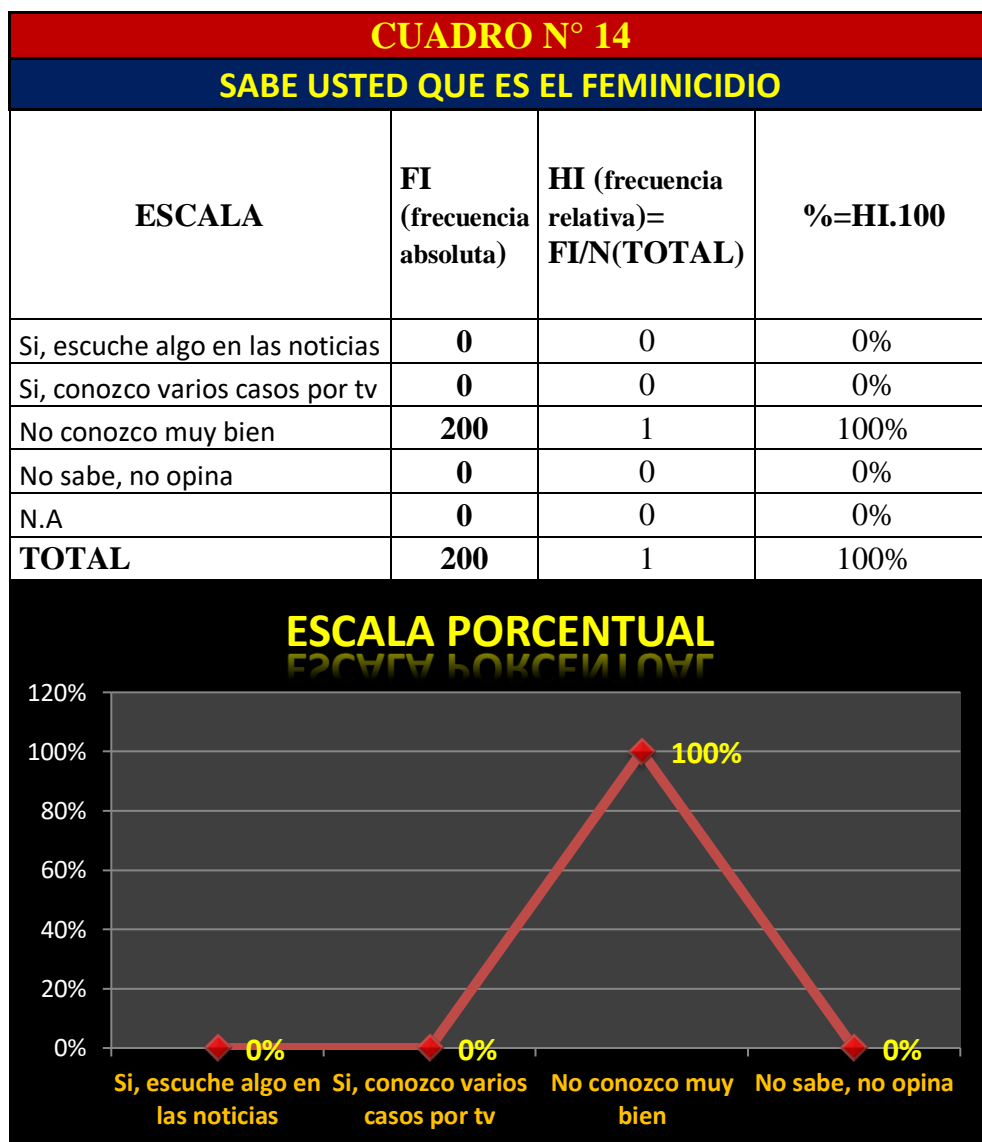 CUADRO N° 14
SABE USTED QUE ES EL FEMINICIDIO
ESCALA
FI
(frecuencia
absoluta)
HI (frecuencia
relativa)=
FI/N(TOTAL)
%=HI.100
Si, escuche algo en las noticias 0 0 0%
Si, conozco varios casos por tv 0 0 0%
No conozco muy bien 200 1 100%
No sabe, no opina 0 0 0%
N.A 0 0 0%
TOTAL 200 1 100%
ESCALA PORCENTUAL
120%
100%
80%
60%
40%
20%
0%
0%
0%
100%
0%
Si, escuche algo en
las noticias
Si, conozco varios
casos por tv
No conozco muy
bien
No sabe, no opina